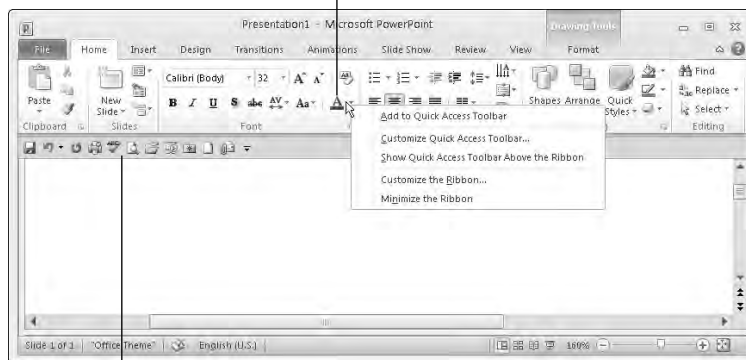 Presentation1 - Microsoft PowerPoint
Drawing Tools
File Home Insert Design Transitions Animations Slide Show Review View Format
Calibri (Body) 32 A A
Paste
New
Slide
B I U S abc AV Aa A
Shapes Arrange Quick
Styles
Find
Replace
Select
Clipboard Slides Font Editing
Add to Quick Access Toolbar
Customize Quick Access Toolbar...
Show Quick Access Toolbar Above the Ribbon
Customize the Ribbon...
Minimize the Ribbon
Slide 1 of 1 "Office Theme" English (U.S.) 160%